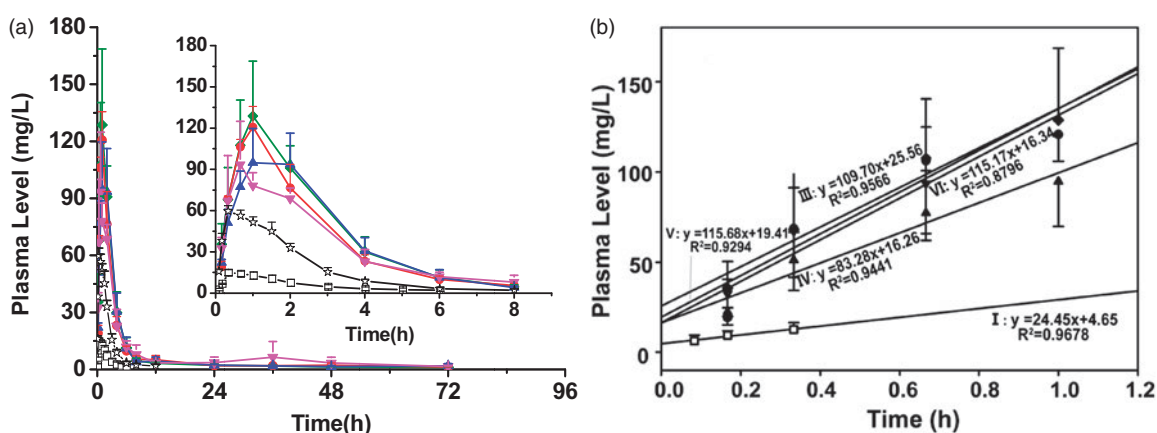 (a)
Plasma Level (mg/L)
180
150
120
90
60
30
0
0
24
48
72
96
Time(h)
180
150
120
90
60
30
0
0
2
4
6
8
Time(h)
(b)
Plasma Level (mg/L)
150
100
50
0
0.0
0.2
0.4
0.6
0.8
1.0
1.2
Time (h)
III: y=109.70x+25.56
R²=0.9566
VI: y=115.17x+16.34
R²=0.8796
V: y=115.68x+19.41
R²=0.9294
IV: y=83.28x+16.26
R²=0.9441
I: y=24.45x+4.65
R²=0.9678